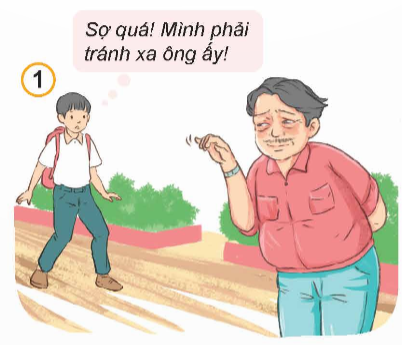 Sợ quá! Mình phải
tránh xa ông ấy!
1